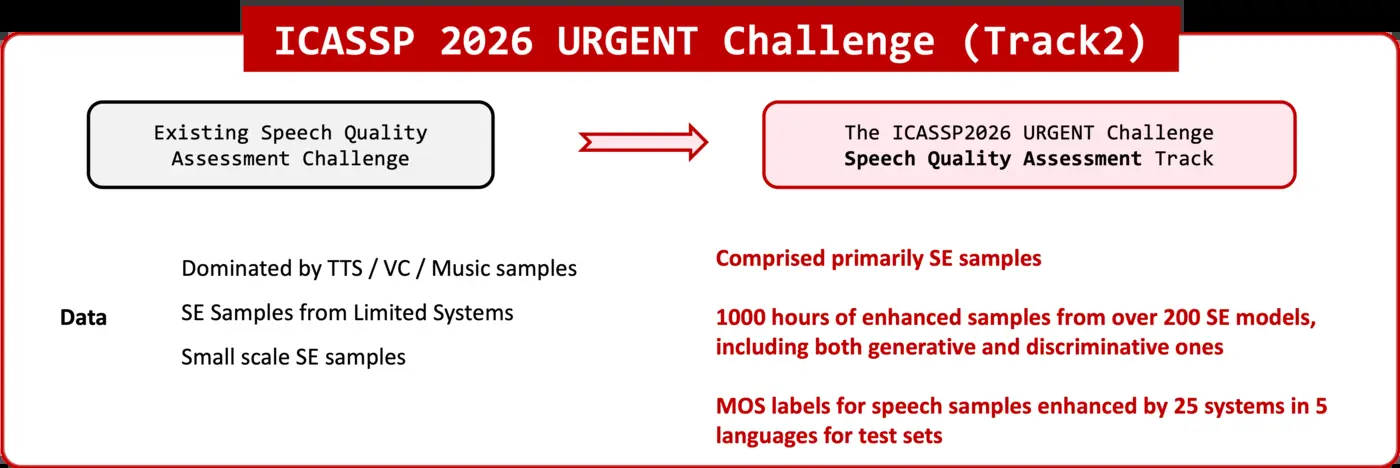 ICASSP 2026 URGENT Challenge (Track2)
Existing Speech Quality
Assessment Challenge
The ICASSP2026 URGENT Challenge
Speech Quality Assessment Track
Data
Dominated by TTS / VC / Music samples
SE Samples from Limited Systems
Small scale SE samples
Comprised primarily SE samples
1000 hours of enhanced samples from over 200 SE models,
including both generative and discriminative ones
MOS labels for speech samples enhanced by 25 systems in 5
languages for test sets